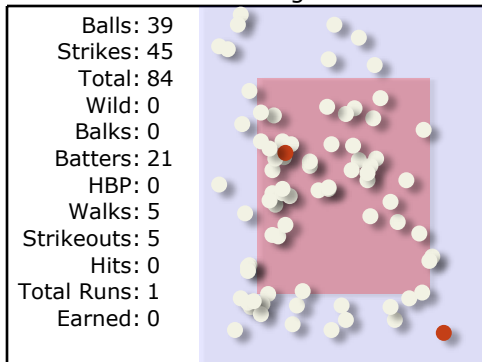 Balls: 39
Strikes: 45
Total: 84
Wild: 0
Balks: 0
Batters: 21
HBP: 0
Walks: 5
Strikeouts: 5
Hits: 0
Total Runs: 1
Earned: 0